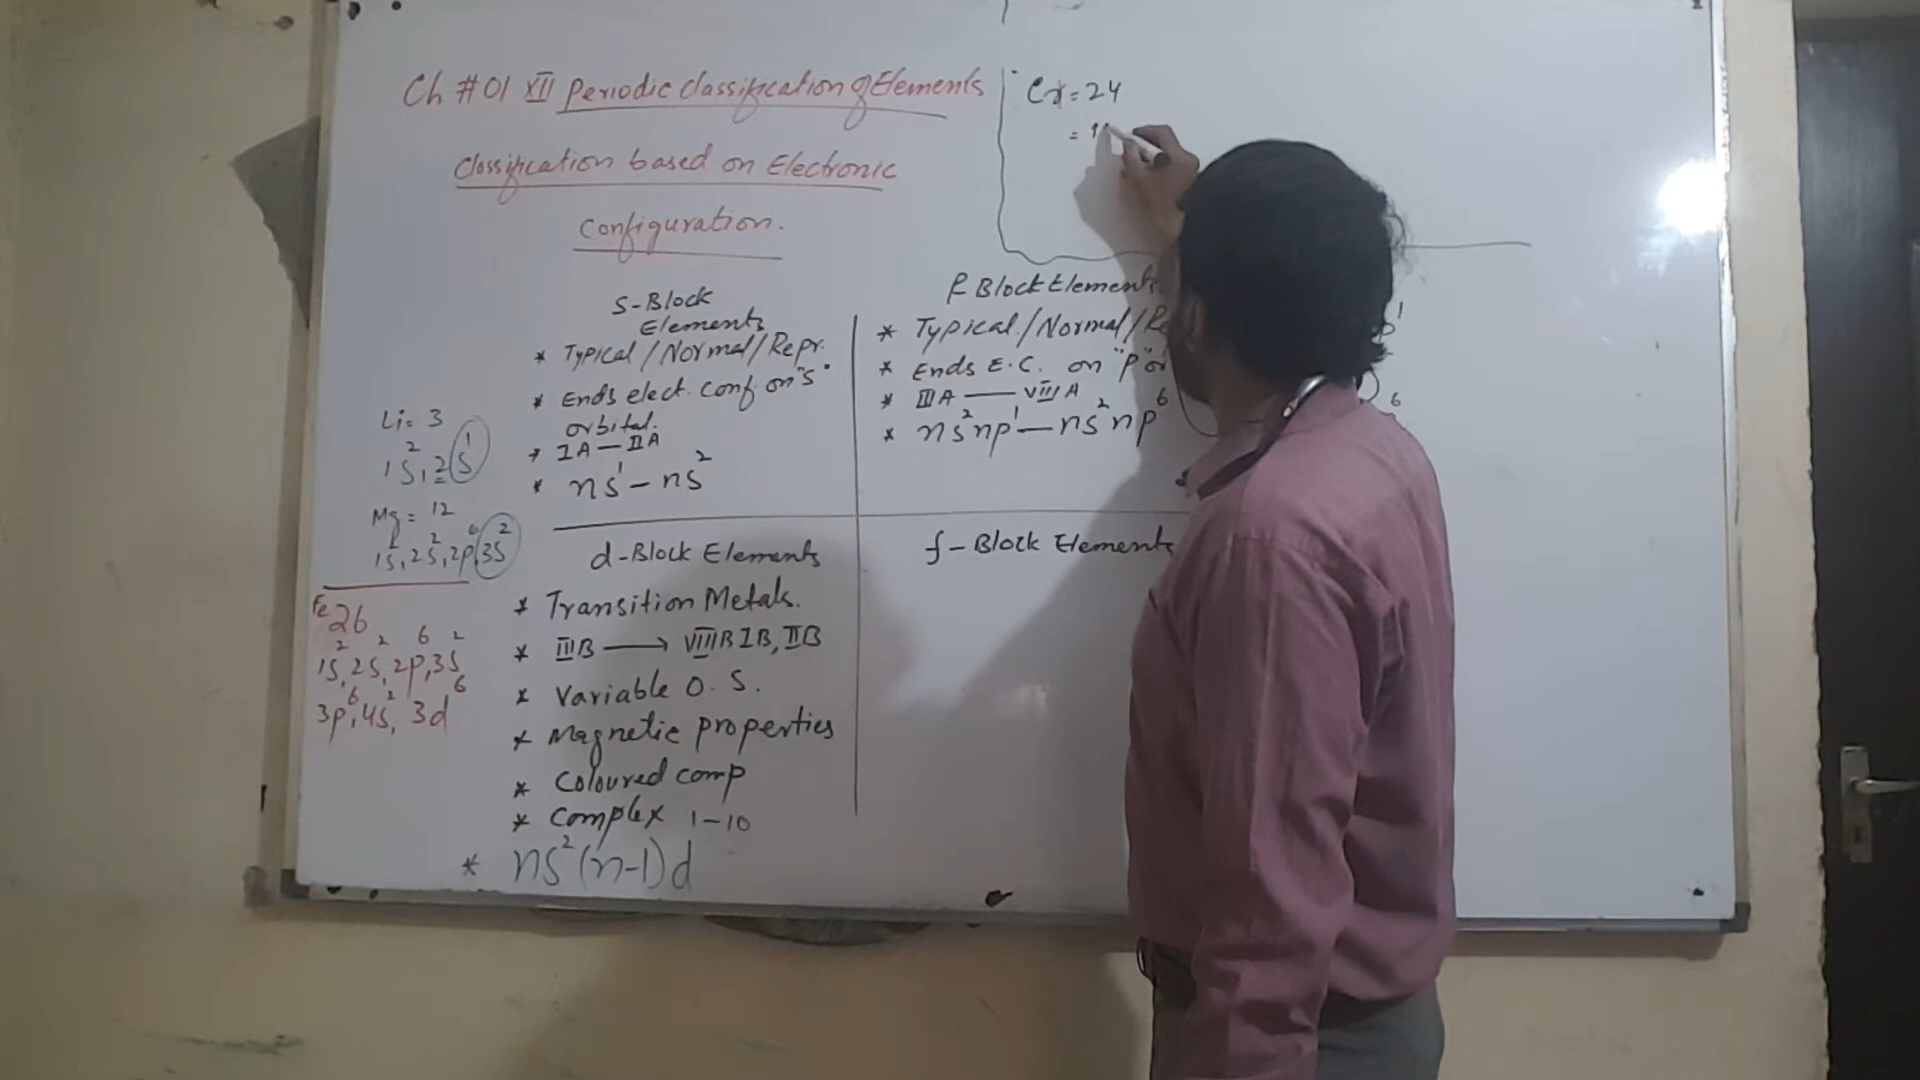 Ch # 01 XII Periodic classification of Elements
classification based on Electronic
configuration.
Cr = 24
=
S-Block
Elements
* Typical / Normal / Repr.
* Ends elect. conf on "s"
orbital.
* IA — IIA
* ns¹ – ns²
P Block Elements
* Typical / Normal / Re
* Ends E.C. on "p" or
* IIIA — VIIIA
* ns²np¹ — ns²np⁶
Li = 3
1s², 2s¹
Mg = 12
1s², 2s², 2p⁶, 3s²
Fe 26
1s², 2s², 2p⁶, 3s²
3p⁶, 4s², 3d⁶
d-Block Elements
* Transition Metals.
* IIIB → VIIIB IB, IIB
* Variable O. S.
* Magnetic properties
* Coloured comp
* Complex
* ns² (n-1)d 1-10
f-Block Elements